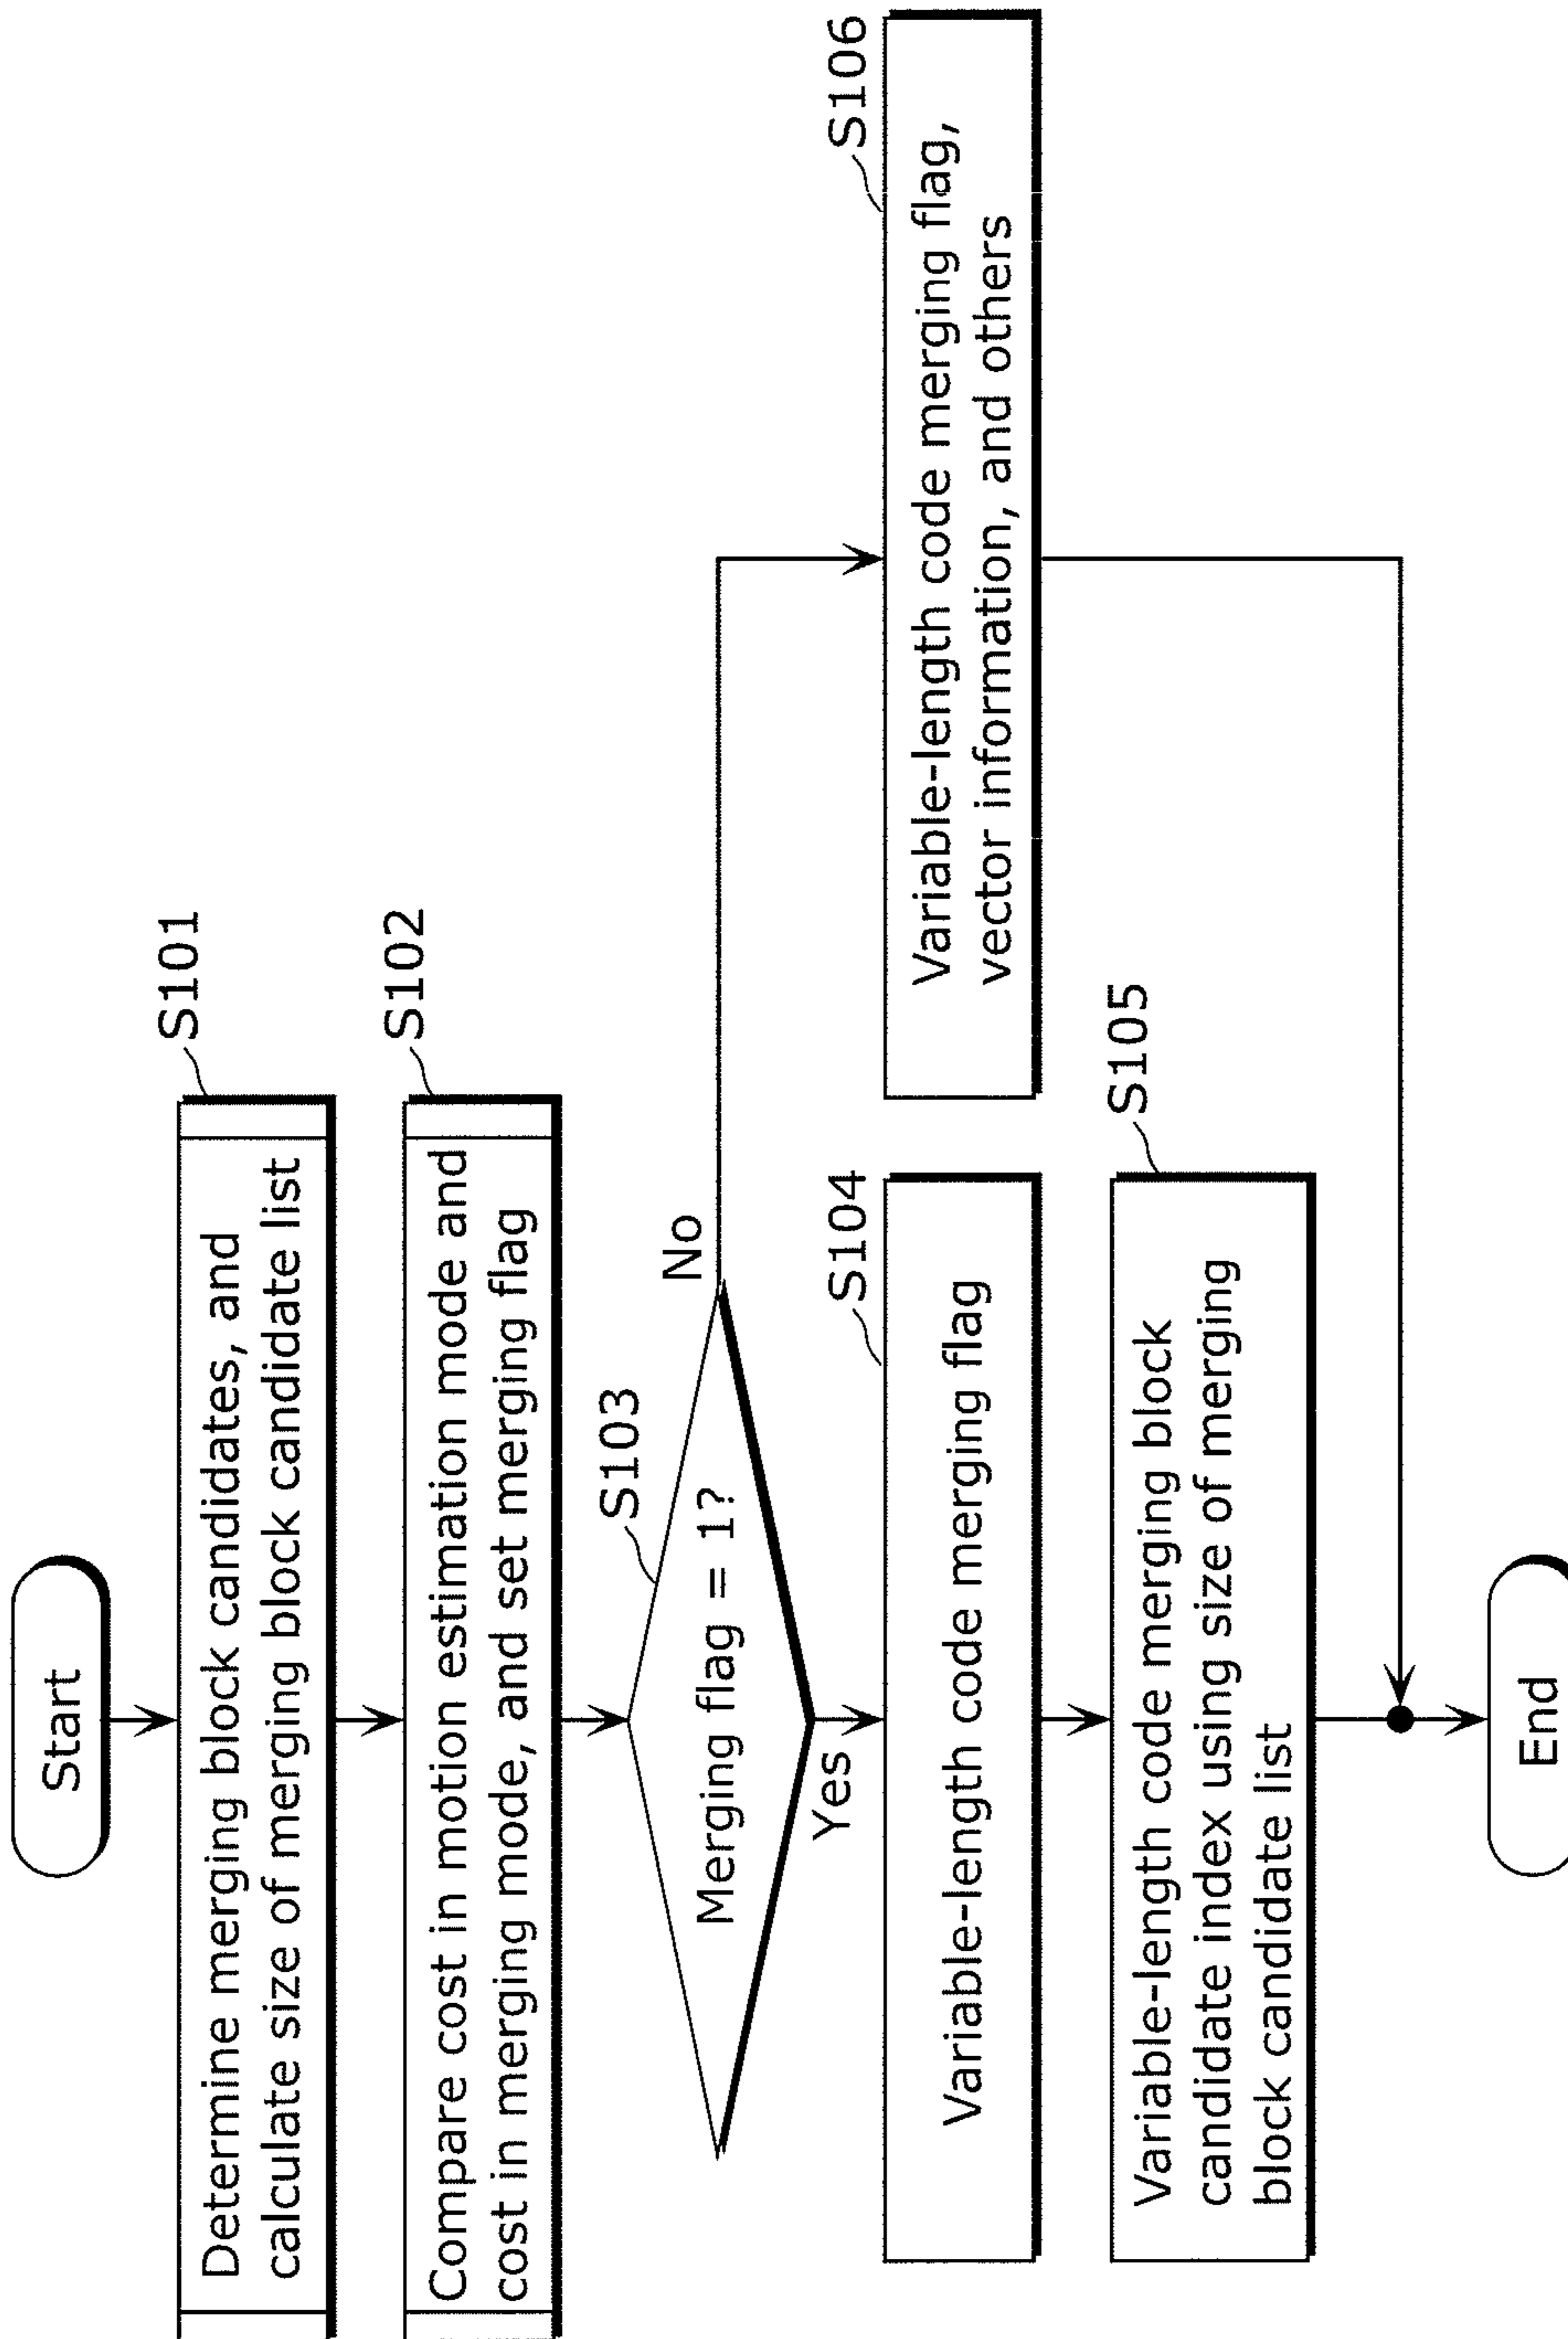 Start
S101
Determine merging block candidates, and
calculate size of merging block candidate list
S102
Compare cost in motion estimation mode and
cost in merging mode, and set merging flag
S103
Merging flag = 1?
No
Yes
S104
Variable-length code merging flag
S106
Variable-length code merging flag,
vector information, and others
S105
Variable-length code merging block
candidate index using size of merging
block candidate list
End